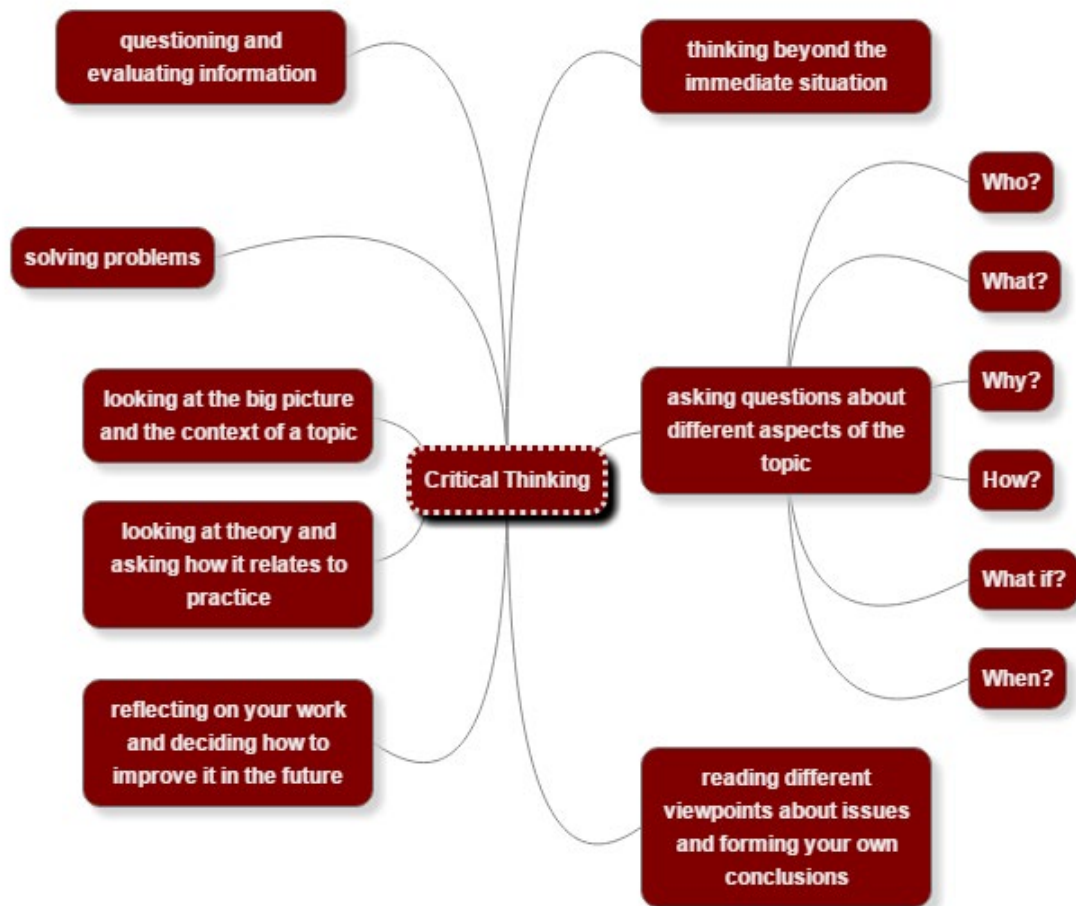 questioning and
evaluating information
thinking beyond the
immediate situation
Who?
What?
solving problems
Why?
looking at the big picture
and the context of a topic
asking questions about
different aspects of the
topic
Critical Thinking
How?
looking at theory and
asking how it relates to
practice
What if?
When?
reflecting on your work
and deciding how to
improve it in the future
reading different
viewpoints about issues
and forming your own
conclusions